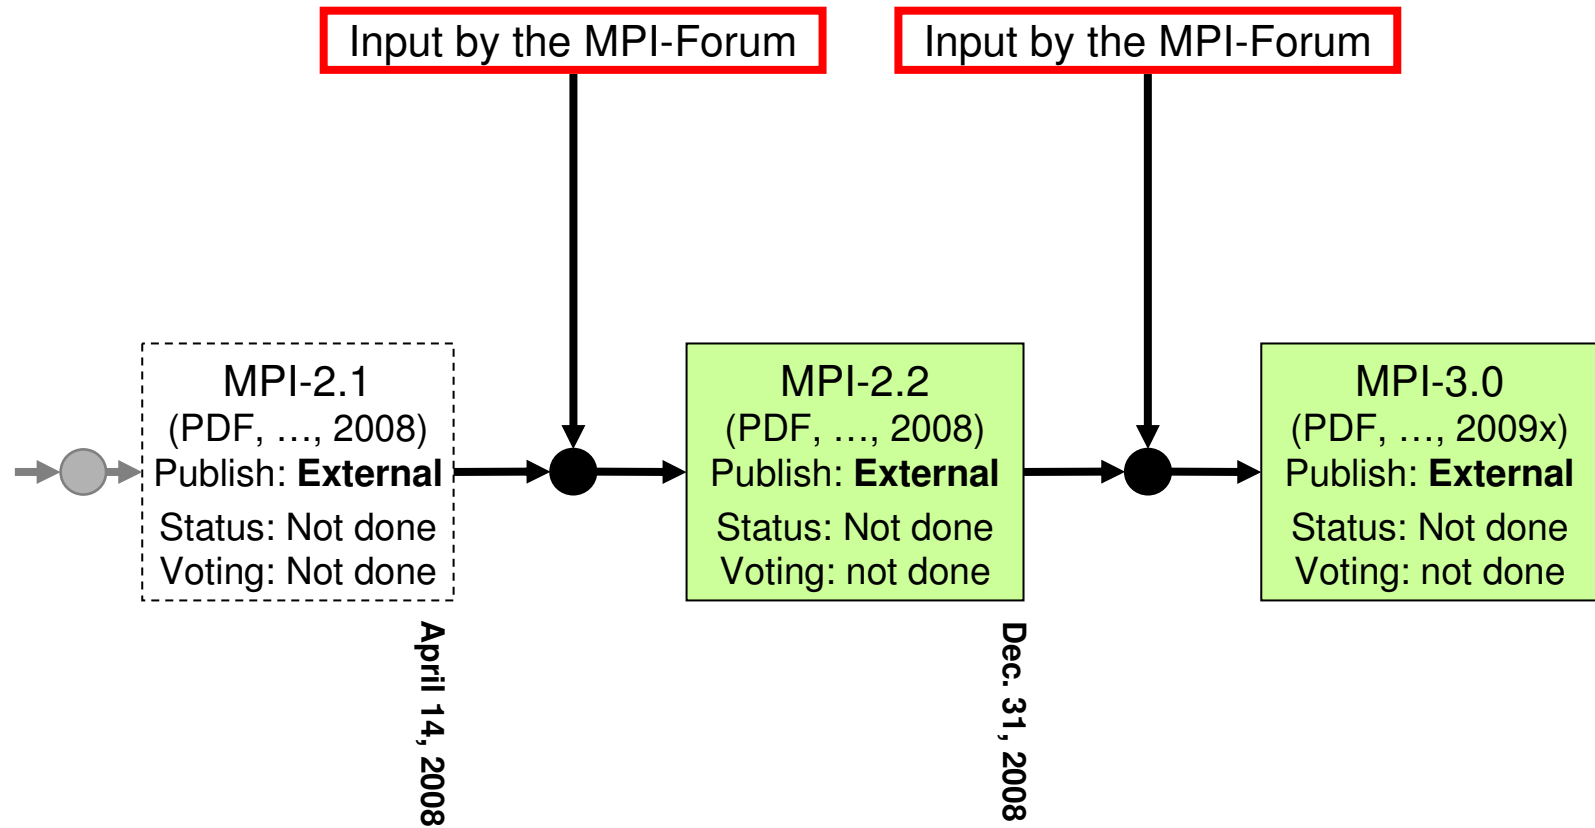 Input by the MPI-Forum
Input by the MPI-Forum
MPI-2.1
(PDF, …, 2008)
Publish: External
Status: Not done
Voting: Not done
MPI-2.2
(PDF, …, 2008)
Publish: External
Status: Not done
Voting: not done
MPI-3.0
(PDF, …, 2009x)
Publish: External
Status: Not done
Voting: not done
April 14, 2008
Dec. 31, 2008